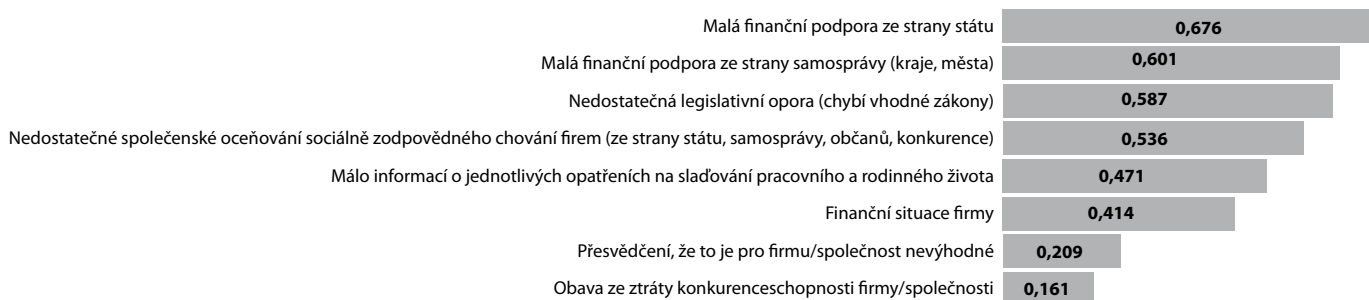 Malá finanční podpora ze strany státu 0,676
Malá finanční podpora ze strany samosprávy (kraje, města) 0,601
Nedostatečná legislativní opora (chybí vhodné zákony) 0,587
Nedostatečné společenské oceňování sociálně zodpovědného chování firem (ze strany státu, samosprávy, občanů, konkurence) 0,536
Málo informací o jednotlivých opatřeních na slaďování pracovního a rodinného života 0,471
Finanční situace firmy 0,414
Přesvědčení, že to je pro firmu/společnost nevýhodné 0,209
Obava ze ztráty konkurenceschopnosti firmy/společnosti 0,161